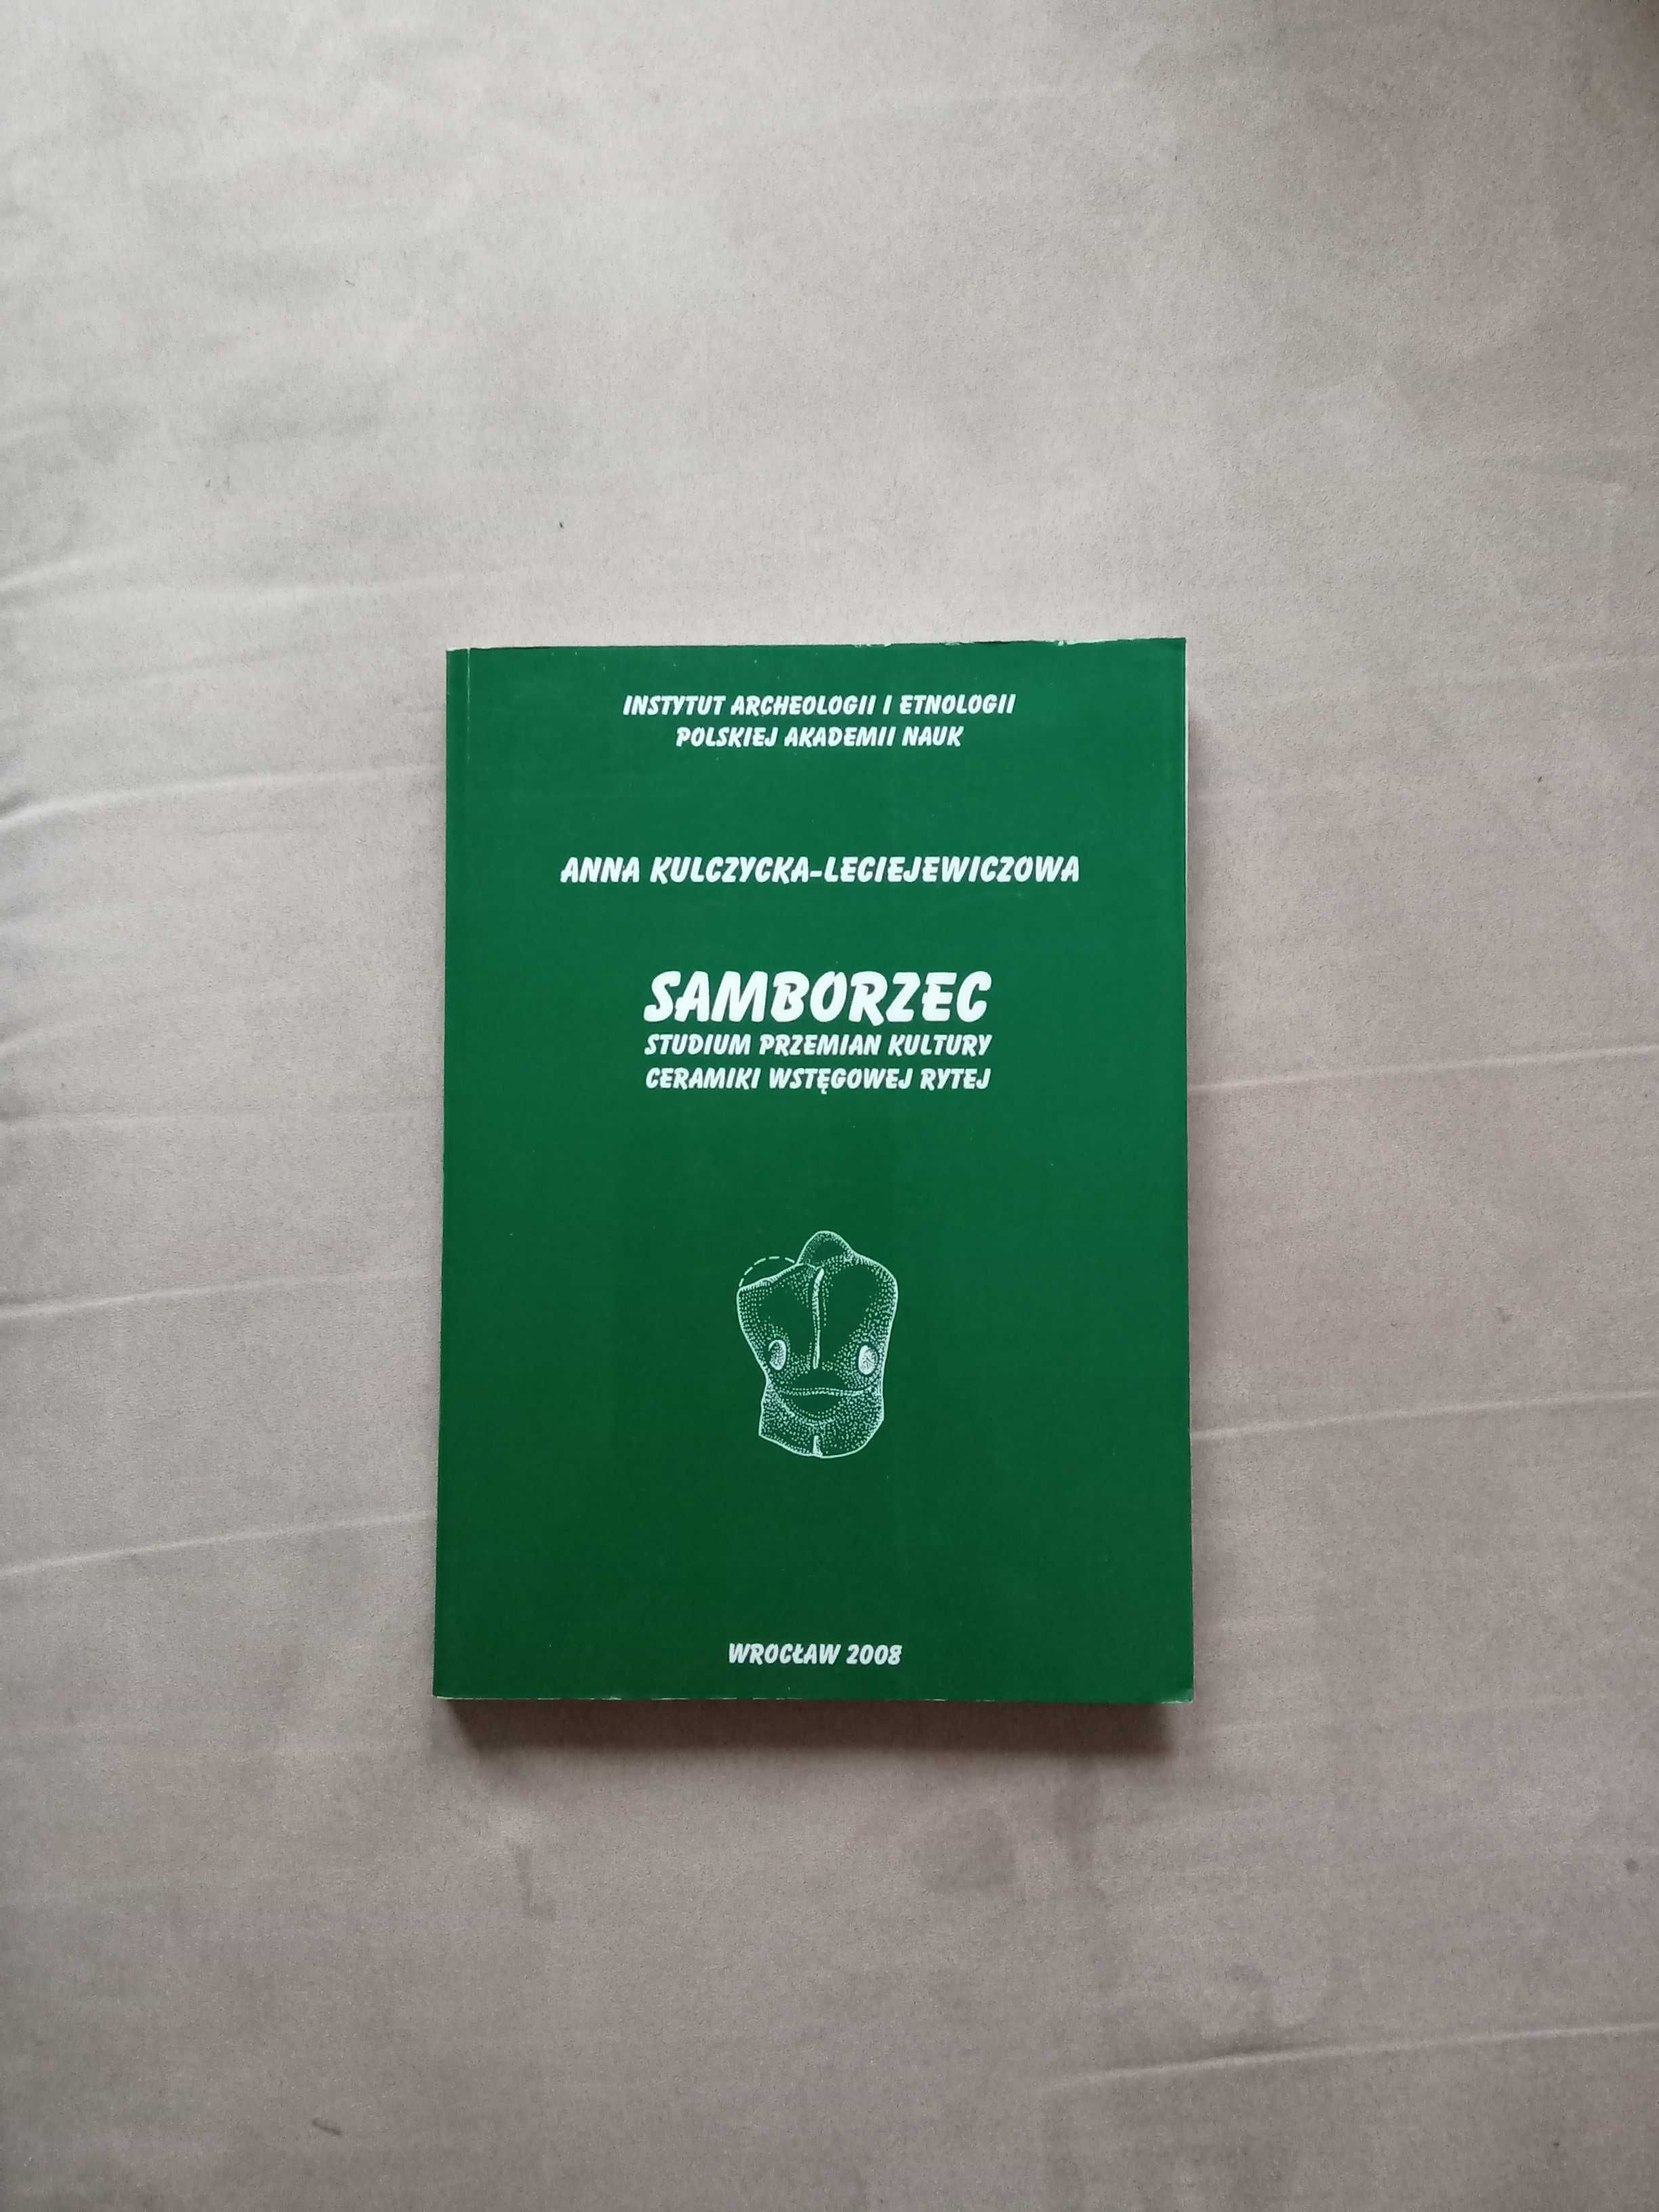 INSTYTUT ARCHEOLOGII I ETNOLOGII
POLSKIEJ AKADEMII NAUK
ANNA KULCZYCKA-LECIEJEWICZOWA
SAMBORZEC
STUDIUM PRZEMIAN KULTURY
CERAMIKI WSTĘGOWEJ RYTEJ
WROCŁAW 2008